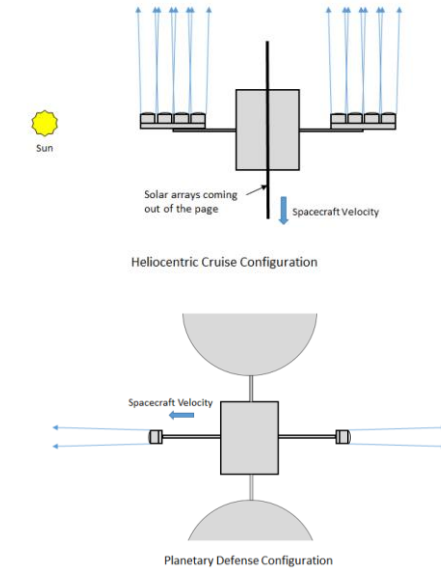 Sun
Solar arrays coming
out of the page
Spacecraft Velocity
Heliocentric Cruise Configuration
Spacecraft Velocity
Planetary Defense Configuration